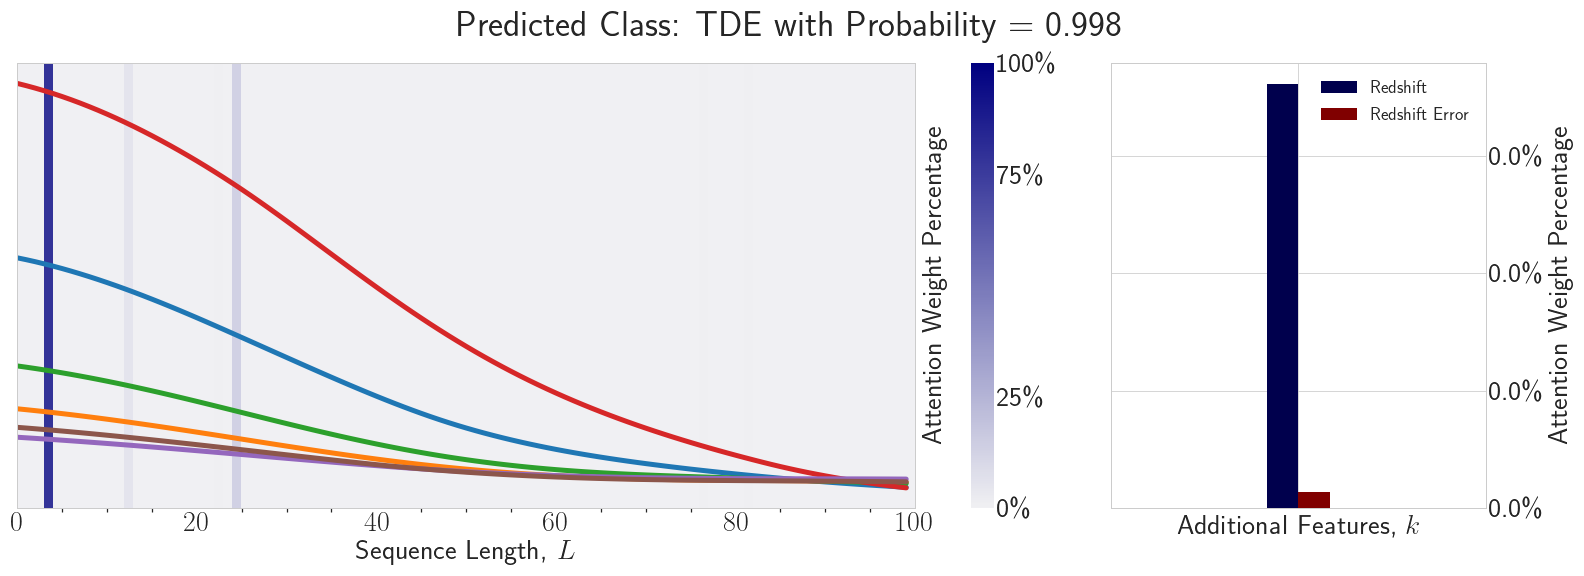 Predicted Class: TDE with Probability = 0.998
0 20 40 60 80 100
Sequence Length, L
100%
75%
25%
0%
Attention Weight Percentage
Redshift
Redshift Error
0.0%
0.0%
0.0%
0.0%
Attention Weight Percentage
Additional Features, k